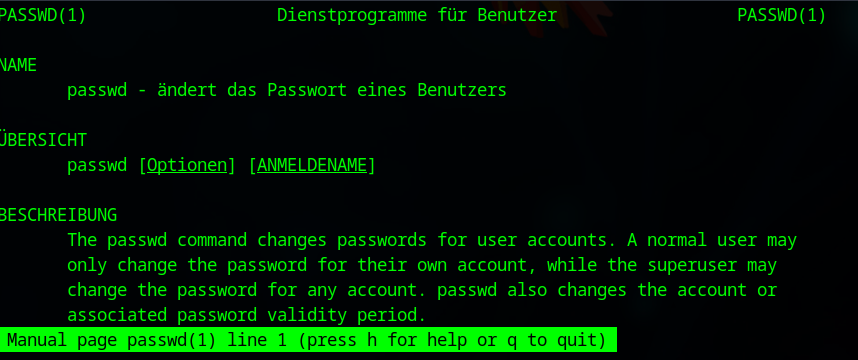 PASSWD(1) Dienstprogramme für Benutzer PASSWD(1)
NAME
passwd - ändert das Passwort eines Benutzers
ÜBERSICHT
passwd [Optionen] [ANMELDENAME]
BESCHREIBUNG
The passwd command changes passwords for user accounts. A normal user may
only change the password for their own account, while the superuser may
change the password for any account. passwd also changes the account or
associated password validity period.
Manual page passwd(1) line 1 (press h for help or q to quit)